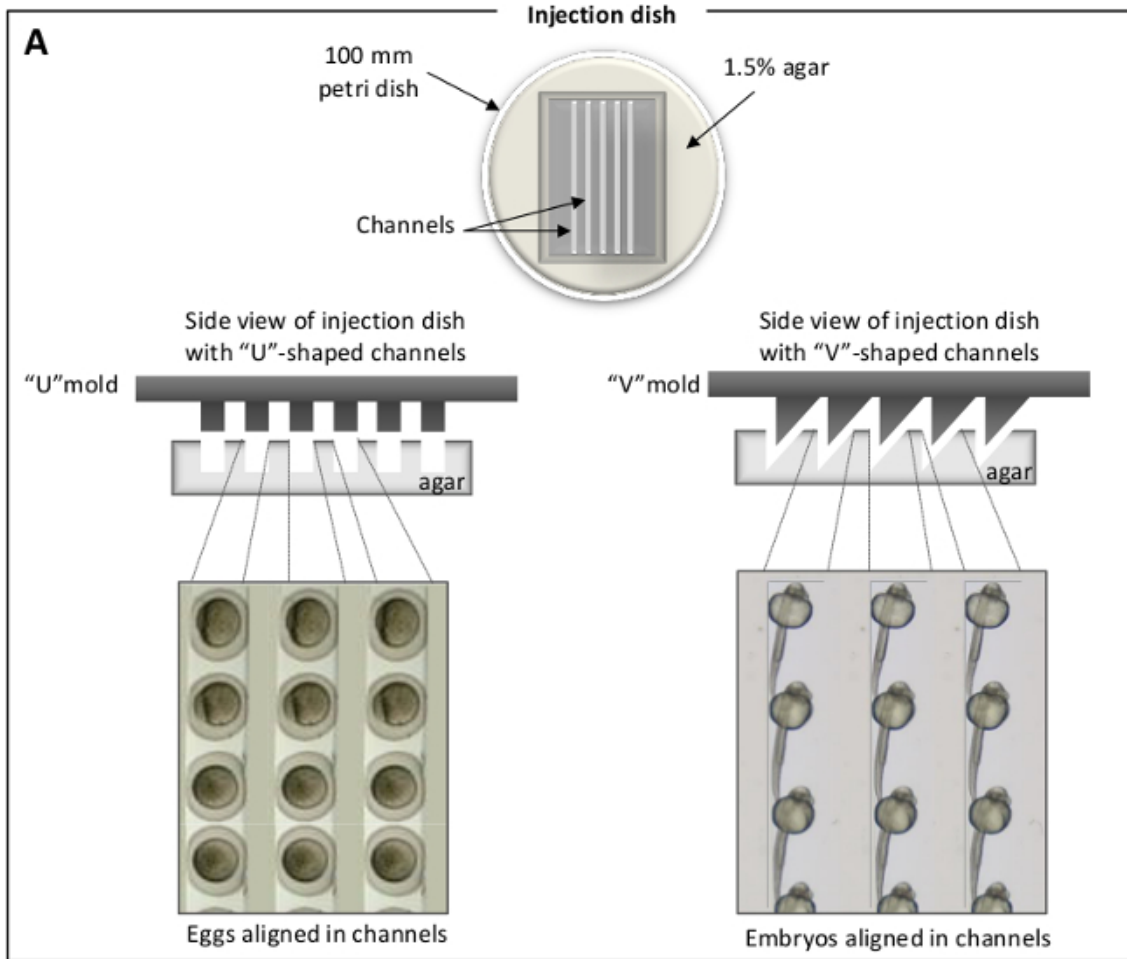 Injection dish
A
100 mm
petri dish
1.5% agar
Channels
Side view of injection dish
with “U”-shaped channels
“U”mold
agar
Eggs aligned in channels
Side view of injection dish
with “V”-shaped channels
“V”mold
agar
Embryos aligned in channels